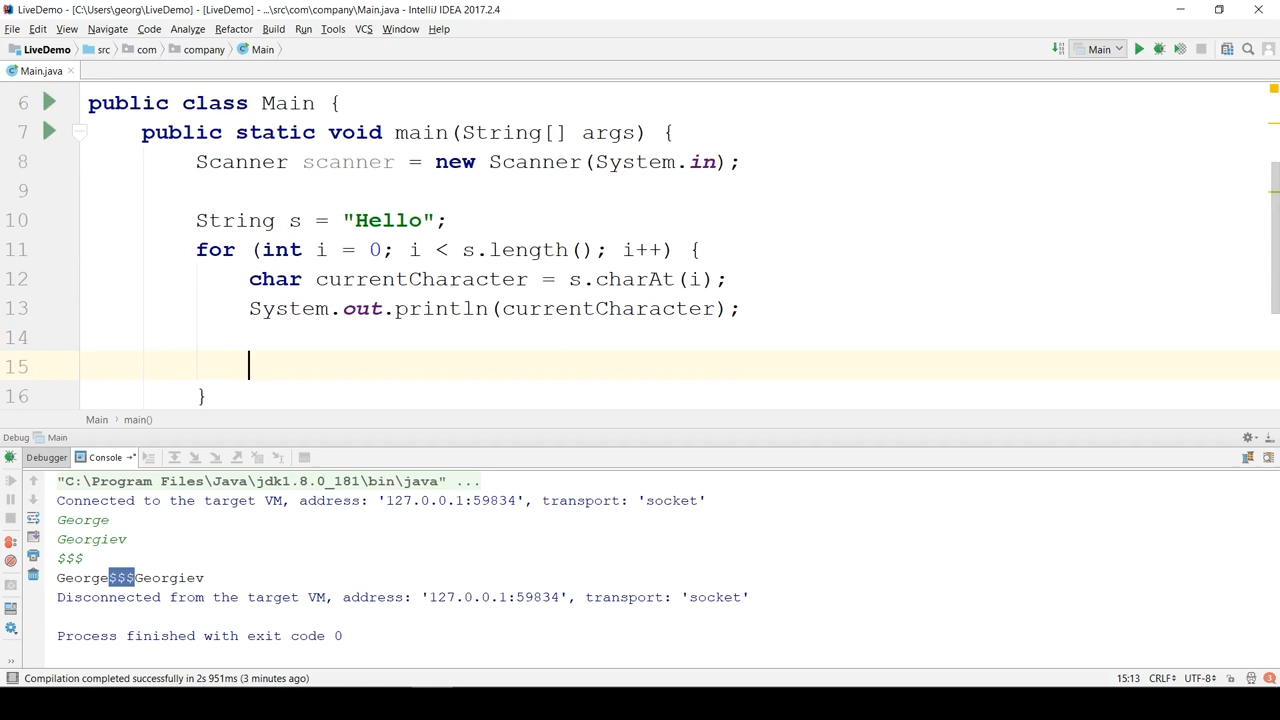 LiveDemo - [C:\Users\georg\LiveDemo] - [LiveDemo] - ...\src\com\company\Main.java - IntelliJ IDEA 2017.2.4
File Edit View Navigate Code Analyze Refactor Build Run Tools VCS Window Help
LiveDemo src com company Main Main
Main.java
6 public class Main {
7 public static void main(String[] args) {
8 Scanner scanner = new Scanner(System.in);
9
10 String s = "Hello";
11 for (int i = 0; i < s.length(); i++) {
12 char currentCharacter = s.charAt(i);
13 System.out.println(currentCharacter);
14
15
16 }
Main main()
Debug Main
Debugger Console
"C:\Program Files\Java\jdk1.8.0_181\bin\java" ...
Connected to the target VM, address: '127.0.0.1:59834', transport: 'socket'
George
Georgiev
$$$
George$$$Georgiev
Disconnected from the target VM, address: '127.0.0.1:59834', transport: 'socket'
Process finished with exit code 0
Compilation completed successfully in 2s 951ms (3 minutes ago) 15:13 CRLF UTF-8 3